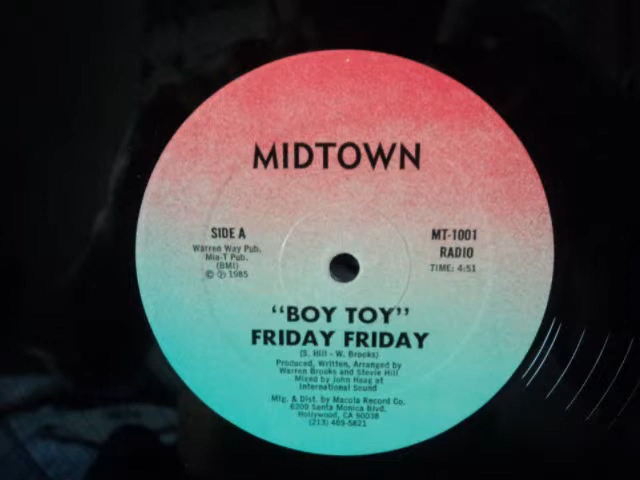 MIDTOWN
SIDE A
Warren Way Pub.
Mia-T Pub.
(BMI)
© ℗ 1985
MT-1001
RADIO
TIME: 4:51
"BOY TOY"
FRIDAY FRIDAY
(S. Hill - W. Brooks)
Produced, Written, Arranged by
Warren Brooks and Stevie Hill
Mixed by John Haag at
International Sound
Mfg. & Dist. by Macola Record Co.
6209 Santa Monica Blvd.
Hollywood, CA 90038
(213) 469-5821